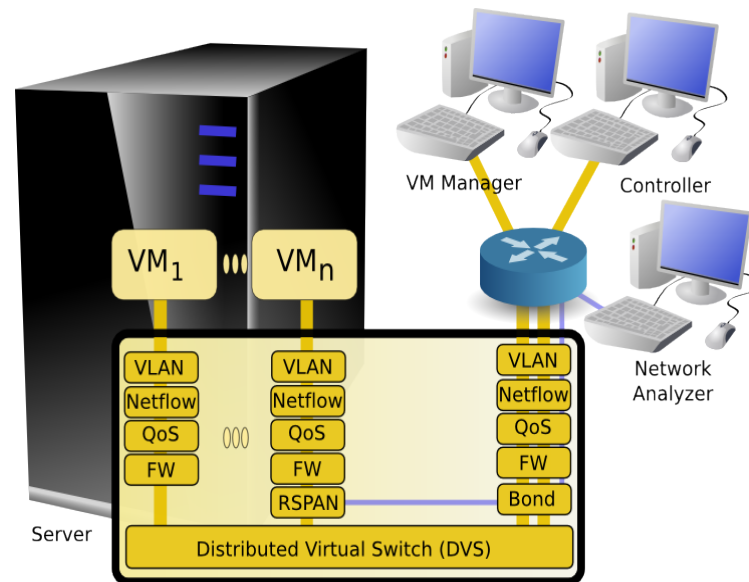 VM Manager
Controller
Network
Analyzer
VM1
VMn
VLAN
Netflow
QoS
FW
VLAN
Netflow
QoS
FW
RSPAN
VLAN
Netflow
QoS
FW
Bond
Distributed Virtual Switch (DVS)
Server